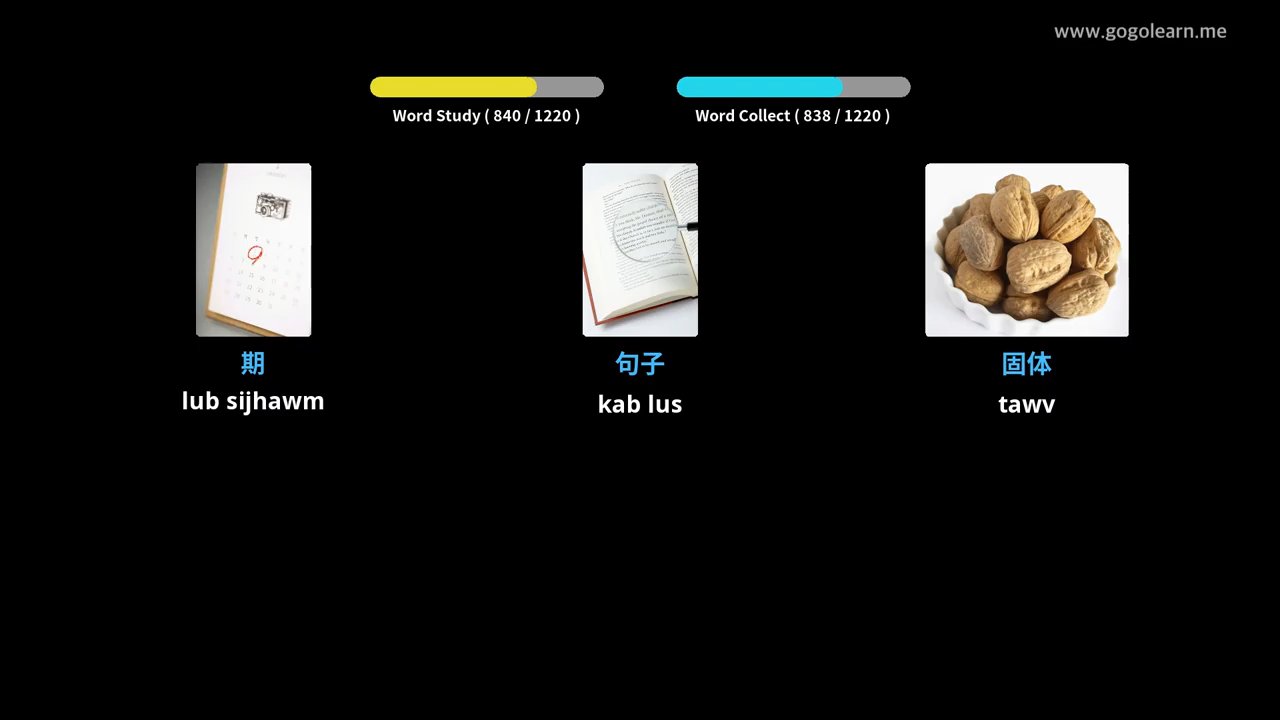 www.gogolearn.me
Word Study ( 840 / 1220 )
Word Collect ( 838 / 1220 )
期
lub sijhawm
句子
kab lus
固体
tawv